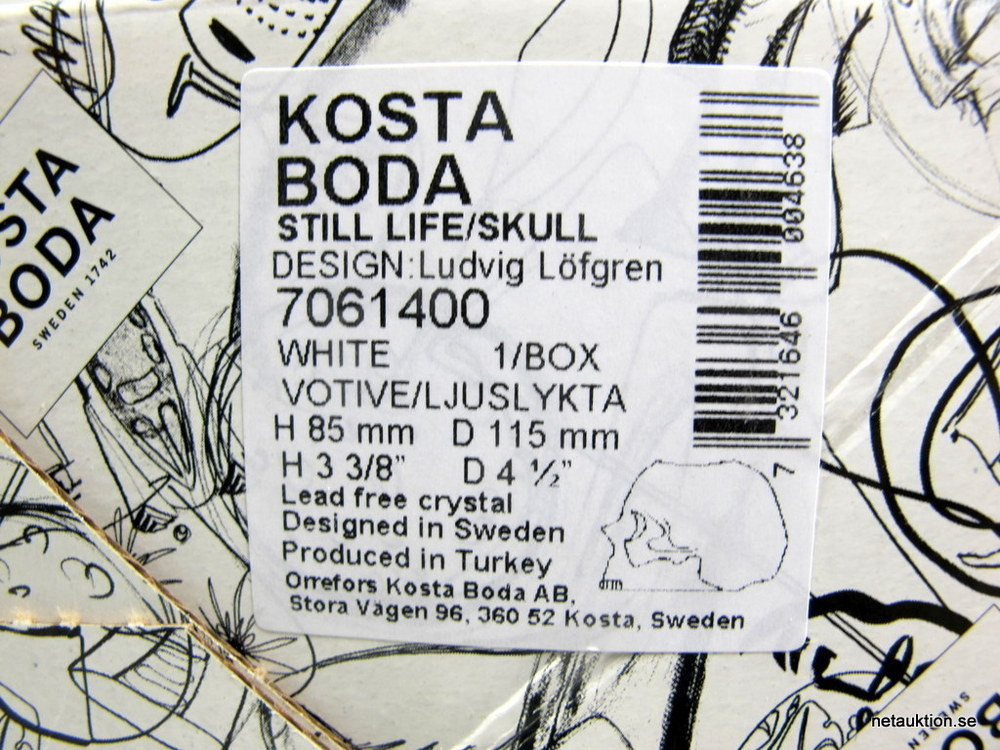 KOSTA
BODA
STILL LIFE/SKULL
DESIGN:Ludvig Löfgren
7061400
WHITE 1/BOX
VOTIVE/LJUSLYKTA
H 85 mm D 115 mm
H 3 3/8" D 4 ½"
Lead free crystal
Designed in Sweden
Produced in Turkey
Orrefors Kosta Boda AB,
Stora Vägen 96, 360 52 Kosta, Sweden
7 321646 004638
OSTA
BODA
SWEDEN 1742
netauktion.se